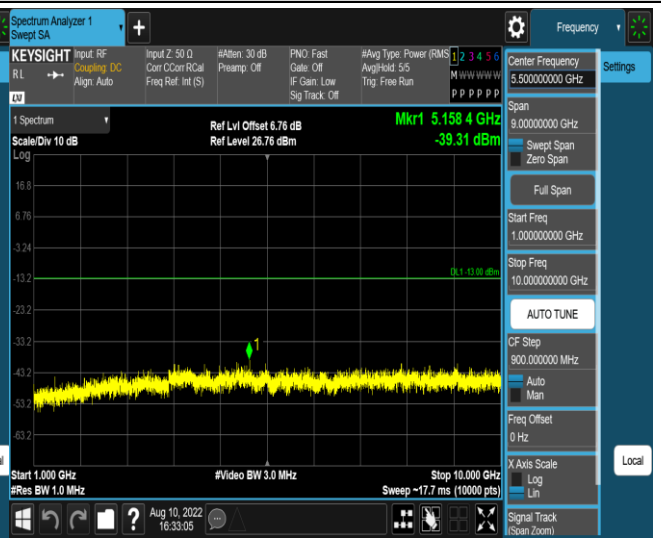 Spectrum Analyzer 1
Swept SA
+
Frequency
KEYSIGHT
RL
LXI
Input: RF
Coupling: DC
Align: Auto
Input Z: 50 Ω
Corr CCorr RCal
Freq Ref: Int (S)
#Atten: 30 dB
Preamp: Off
PNO: Fast
Gate: Off
IF Gain: Low
Sig Track: Off
#Avg Type: Power (RMS
Avg|Hold: 5/5
Trig: Free Run
1 2 3 4 5 6
M W W W W W
P P P P P P
1 Spectrum
Scale/Div 10 dB
Log
Ref Lvl Offset 6.76 dB
Ref Level 26.76 dBm
Mkr1 5.158 4 GHz
-39.31 dBm
16.8
6.76
-3.24
-13.2
DL1 -13.00 dBm
-23.2
-33.2
1
-43.2
-53.2
-63.2
Start 1.000 GHz
#Res BW 1.0 MHz
#Video BW 3.0 MHz
Stop 10.000 GHz
Sweep ~17.7 ms (10000 pts)
?
Aug 10, 2022
16:33:05
Center Frequency
5.500000000 GHz
Span
9.00000000 GHz
Swept Span
Zero Span
Full Span
Start Freq
1.000000000 GHz
Stop Freq
10.000000000 GHz
AUTO TUNE
CF Step
900.000000 MHz
Auto
Man
Freq Offset
0 Hz
X Axis Scale
Log
Lin
Signal Track
(Span Zoom)
Settings
Local